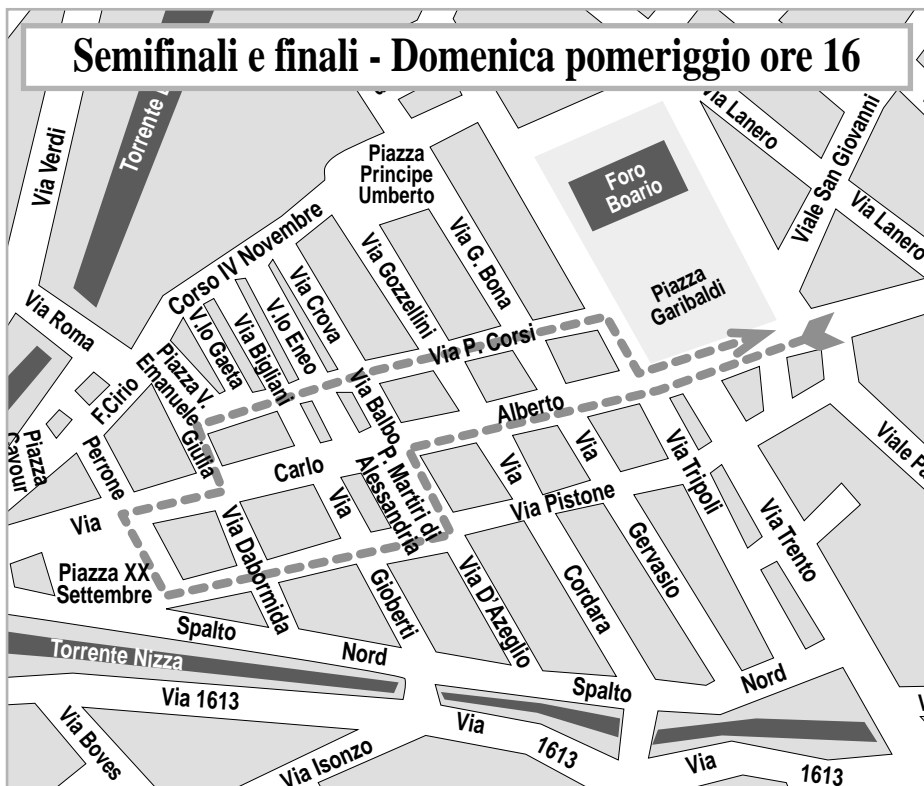 Semifinali e finali - Domenica pomeriggio ore 16
Torrente
Via Verdi
Piazza
Principe
Umberto
Foro
Boario
Via Lanero
Viale San Giovanni
Via Lanero
Corso IV Novembre
Via Roma
V.lo Gaeta
Via Bigliani
V.lo Eneo
Via Crova
Via Gozzellini
Via G. Bona
Piazza
Garibaldi
Via P. Corsi
Piazza V.
Emanuele
Giulia
F.Cirio
Perrone
Piazza
Cavour
Via Balbo
P. Martiri di
Alessandria
Alberto
Carlo
Via
Via
Via
Via
Via Pistone
Via Tripoli
Via Trento
Viale
Piazza XX
Settembre
Via Dabormida
Gioberti
Via D'Azeglio
Cordara
Gervasio
Spalto
Nord
Spalto
Nord
Torrente Nizza
Via 1613
Via
1613
Via
1613
Via Boves
Via Isonzo